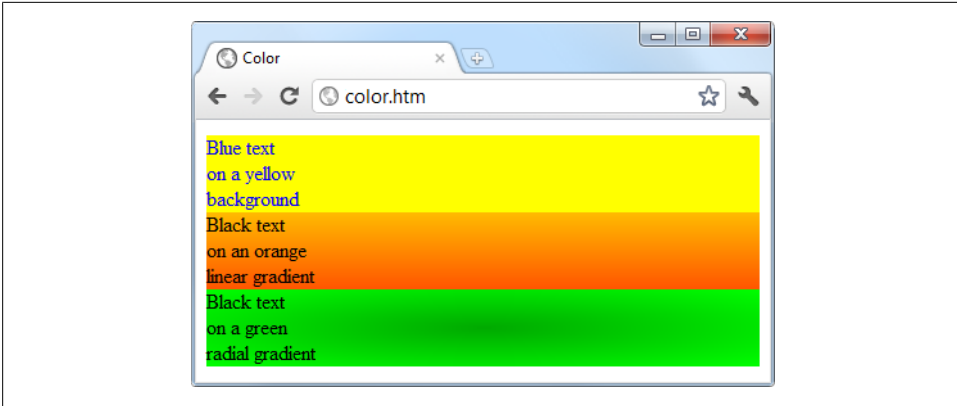 Color
color.htm
Blue text
on a yellow
background
Black text
on an orange
linear gradient
Black text
on a green
radial gradient